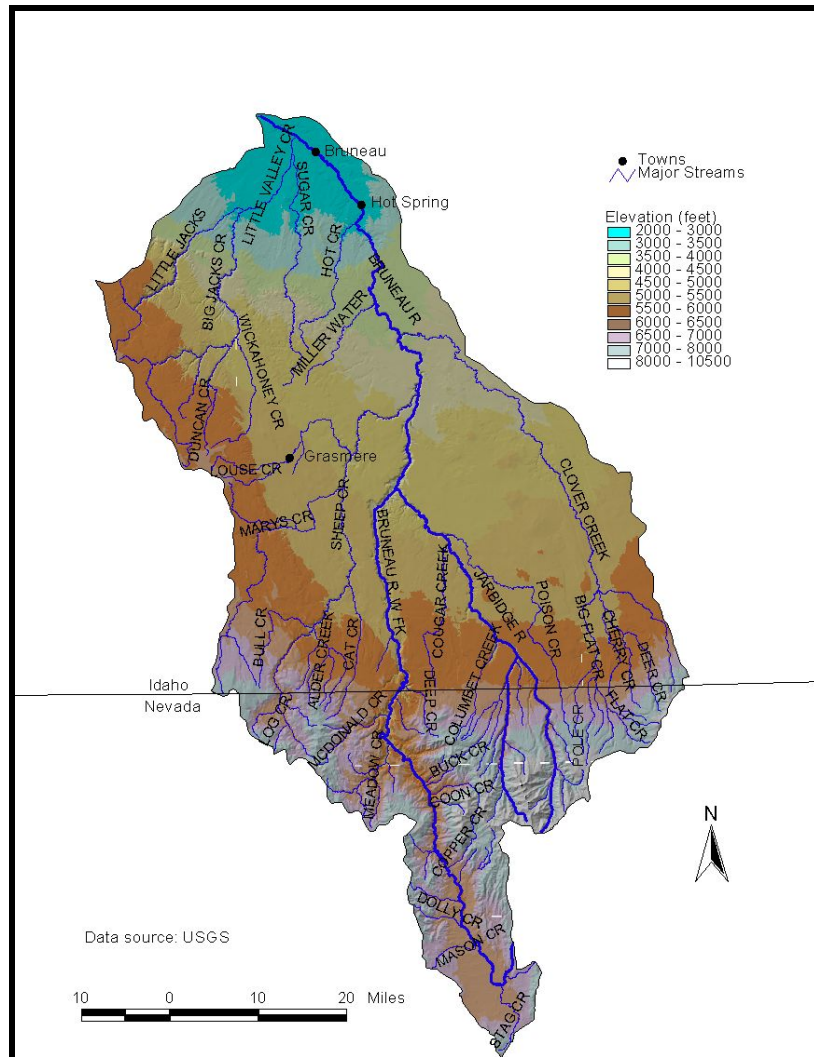 LITTLE VALLEY CR
Bruneau
SUGAR CR
Hot Spring
LITTLE JACKS
BIG JACKS CR
HOT CR
BRUNEAU R
WICKAHONEY CR
MILLER WATER
DUNCAN CR
Grasmere
LOUSE CR
CLOVER CREEK
MARYS CR
SHEEP CR
BRUNEAU R, W FK
COUGAR CREEK
JARBIDGE R
POISON CR
BIG FLAT CR
CHERRY CR
DEER CR
BULL CR
ALDER CREEK
CAT CR
DEEP CR
COLUMBET CREEK
FLAT CR
POLE CR
Idaho
Nevada
LOG CR
MCDONALD CR
MEADOW CR
BUCK CR
COON CR
COPPER CR
DOLLY CR
MASON CR
STAG CR
Towns
Major Streams
Elevation (feet)
2000 - 3000
3000 - 3500
3500 - 4000
4000 - 4500
4500 - 5000
5000 - 5500
5500 - 6000
6000 - 6500
6500 - 7000
7000 - 8000
8000 - 10500
N
Data source: USGS
10 0 10 20 Miles